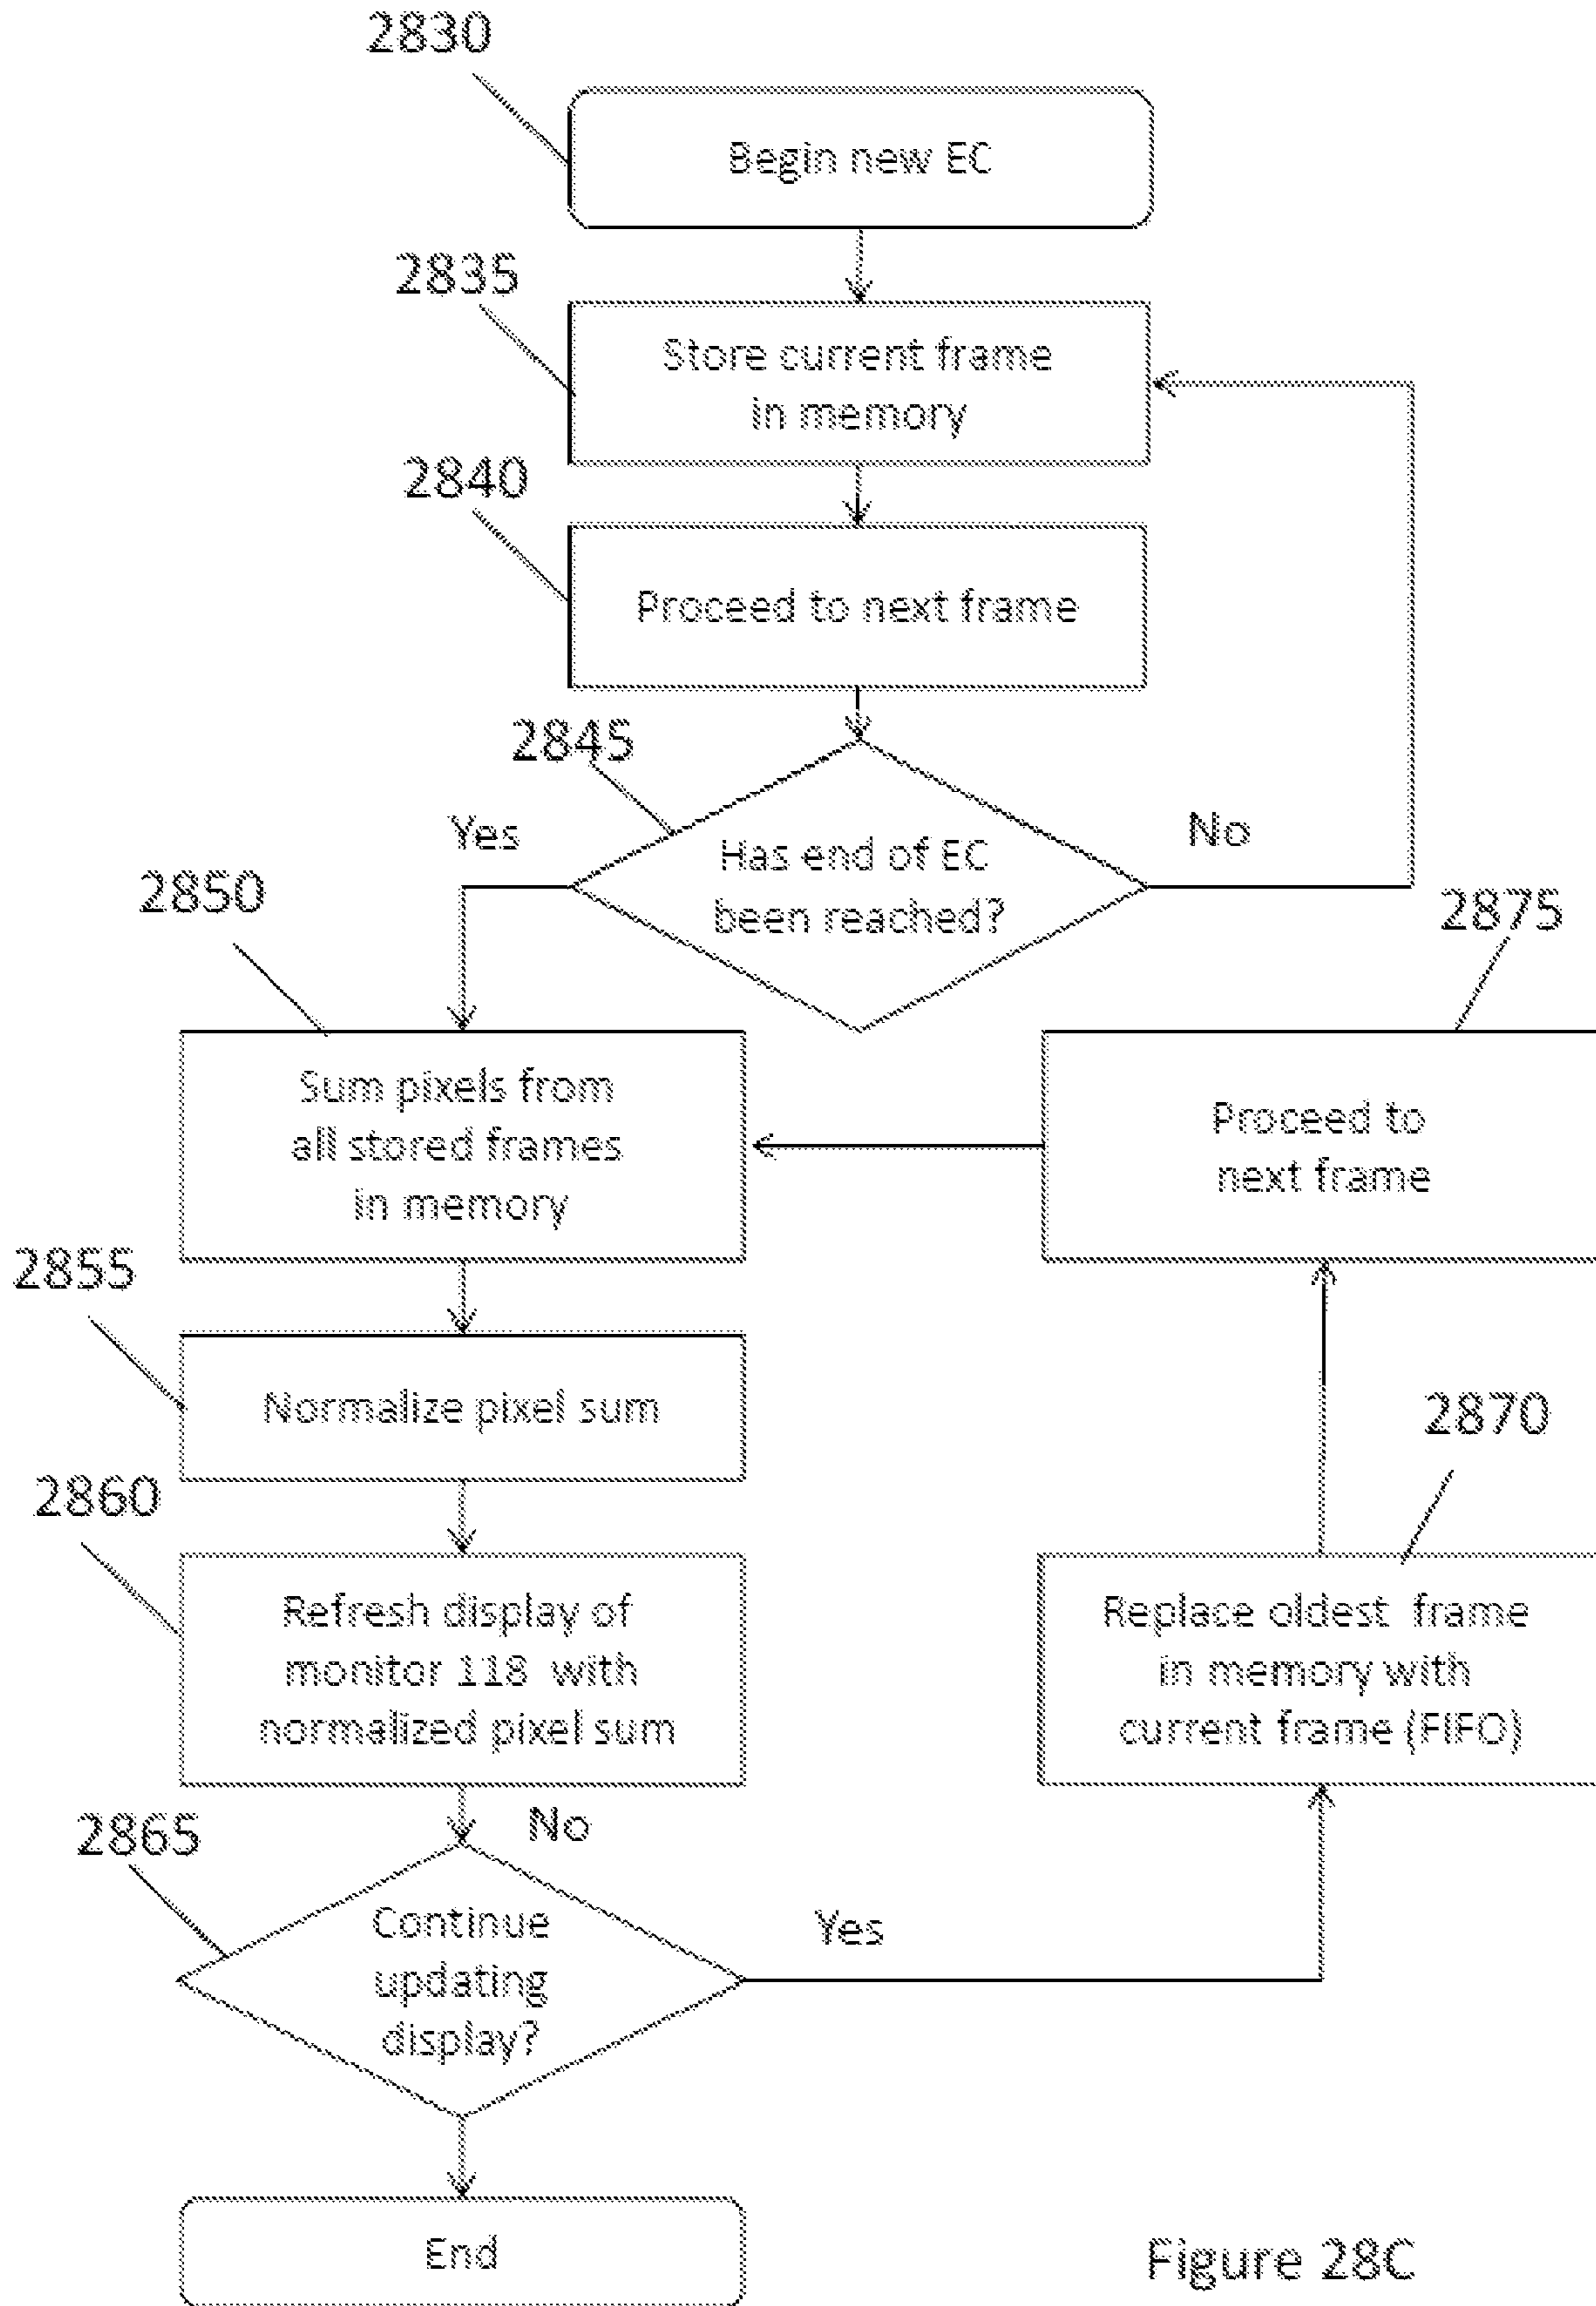 2830
Begin new EC
2835
Store current frame
in memory
2840
Proceed to next frame
2845
Yes
No
Has end of EC
been reached?
2850
2875
Sum pixels from
all stored frames
in memory
Proceed to
next frame
2855
Normalize pixel sum
2870
2860
Refresh display of
monitor 118 with
normalized pixel sum
Replace oldest frame
in memory with
current frame (FIFO)
2865
No
Continue
updating
display?
Yes
End
Figure 28C